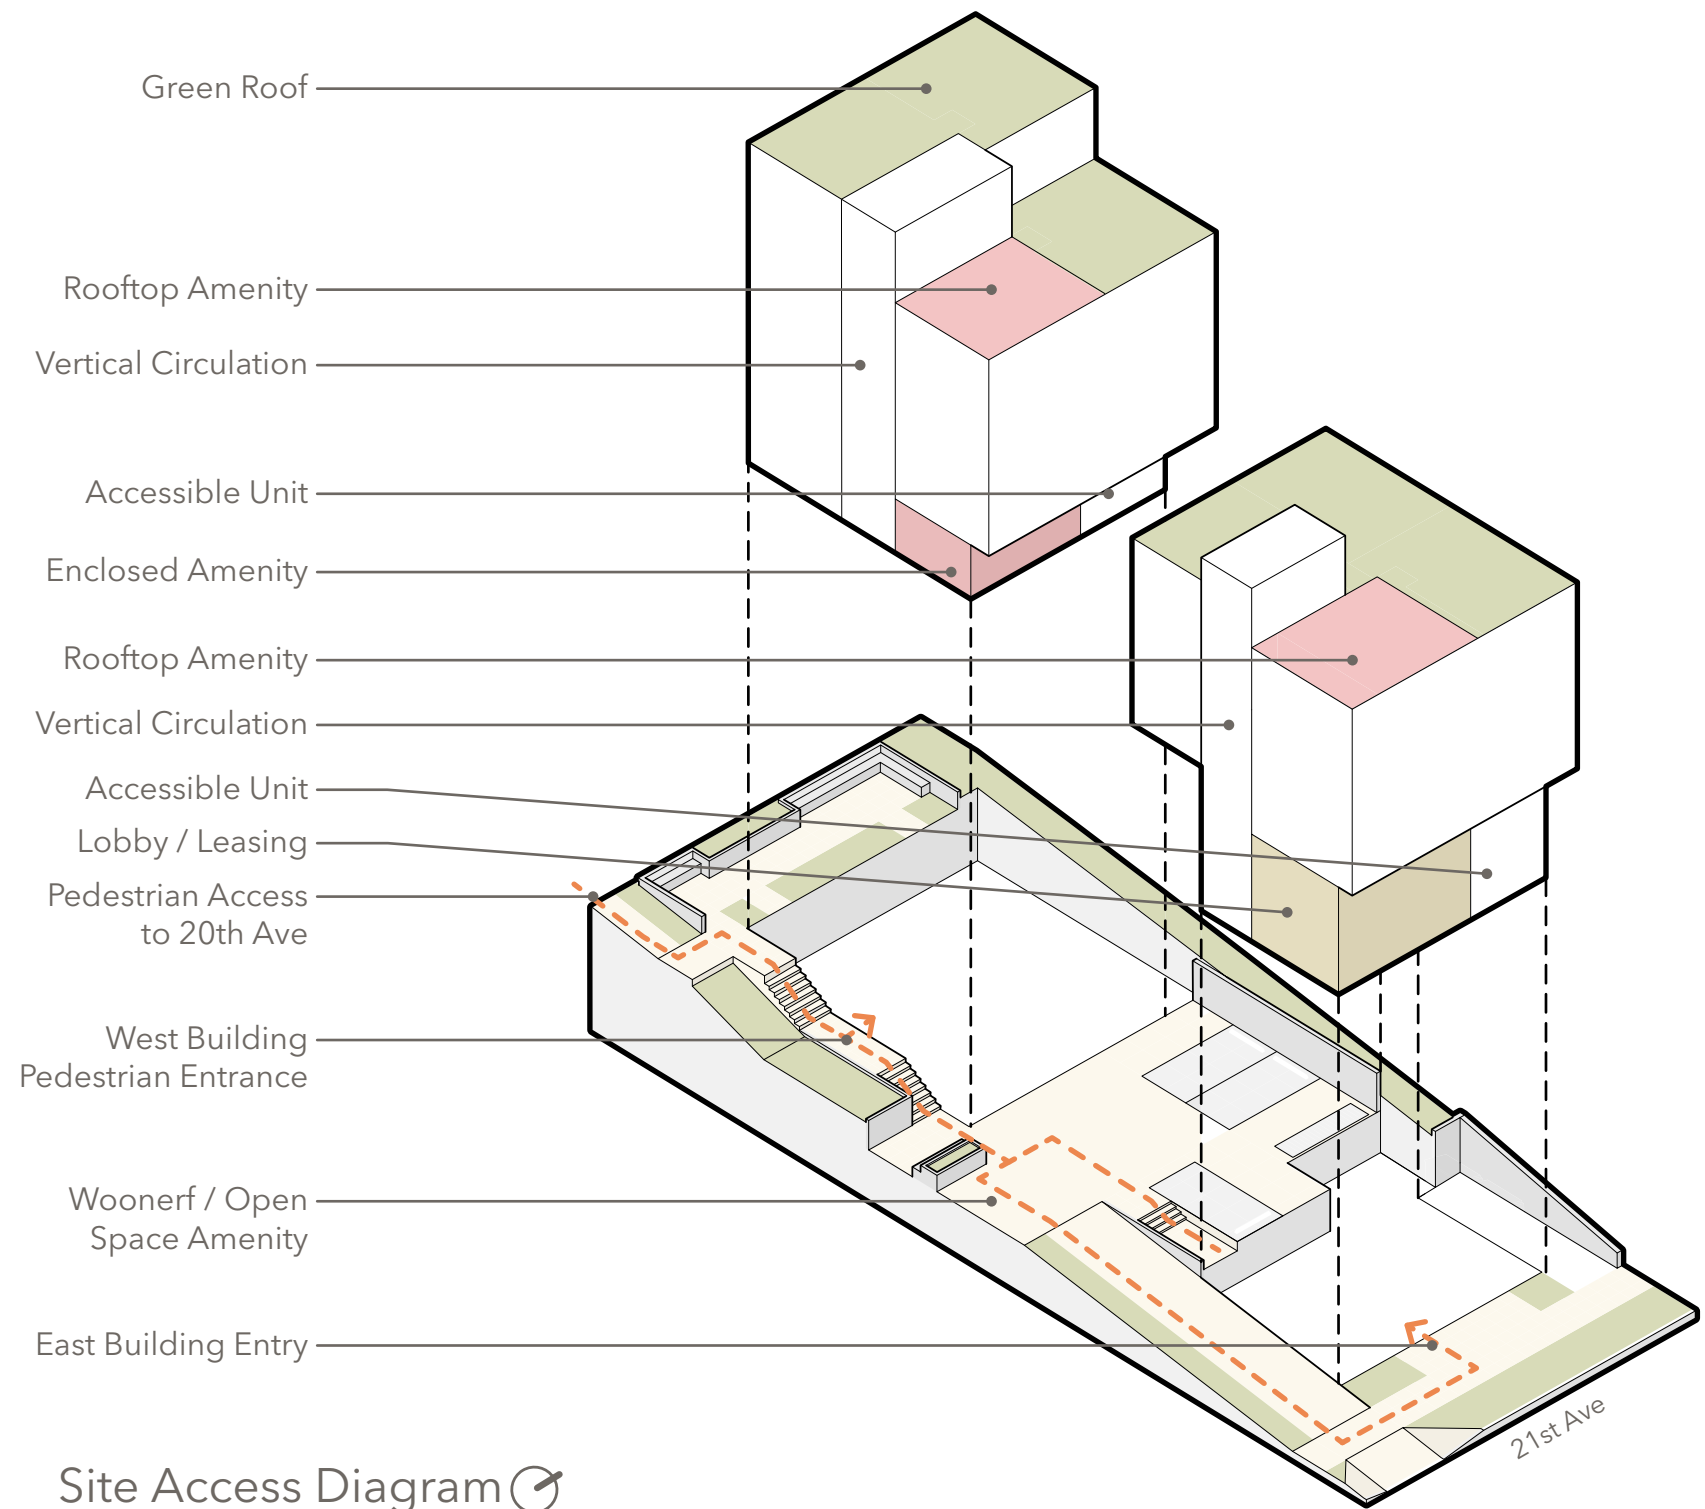 Green Roof
Rooftop Amenity
Vertical Circulation
Accessible Unit
Enclosed Amenity
Rooftop Amenity
Vertical Circulation
Accessible Unit
Lobby / Leasing
Pedestrian Access
to 20th Ave
West Building
Pedestrian Entrance
Woonerf / Open
Space Amenity
East Building Entry
21st Ave
Site Access Diagram